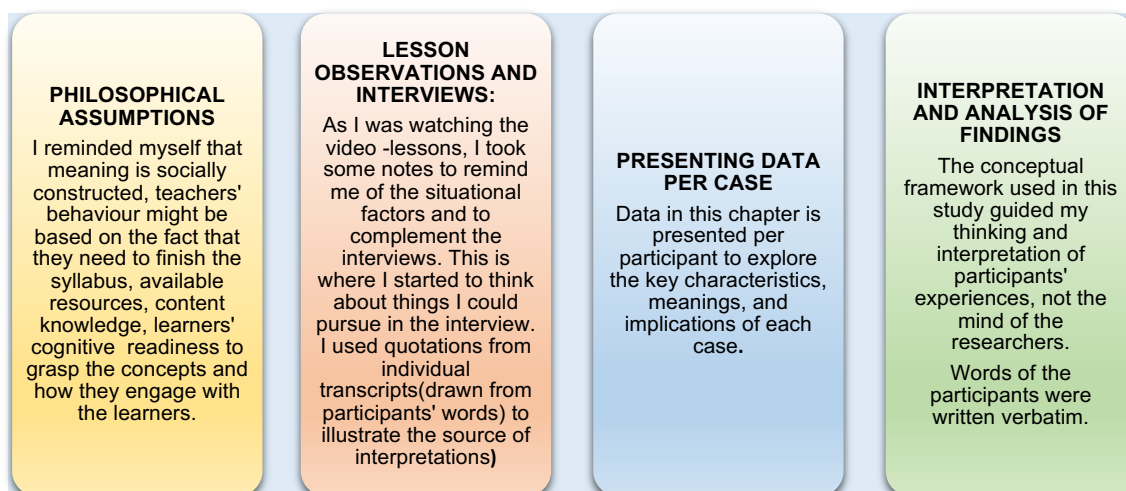 PHILOSOPHICAL
ASSUMPTIONS
I reminded myself that
meaning is socially
constructed, teachers'
behaviour might be
based on the fact that
they need to finish the
syllabus, available
resources, content
knowledge, learners'
cognitive readiness to
grasp the concepts and
how they engage with
the learners.
LESSON
OBSERVATIONS AND
INTERVIEWS:
As I was watching the
video -lessons, I took
some notes to remind
me of the situational
factors and to
complement the
interviews. This is
where I started to think
about things I could
pursue in the interview.
I used quotations from
individual
transcripts(drawn from
participants' words) to
illustrate the source of
interpretations)
PRESENTING DATA
PER CASE
Data in this chapter is
presented per
participant to explore
the key characteristics,
meanings, and
implications of each
case.
INTERPRETATION
AND ANALYSIS OF
FINDINGS
The conceptual
framework used in this
study guided my
thinking and
interpretation of
participants'
experiences, not the
mind of the
researchers.
Words of the
participants were
written verbatim.